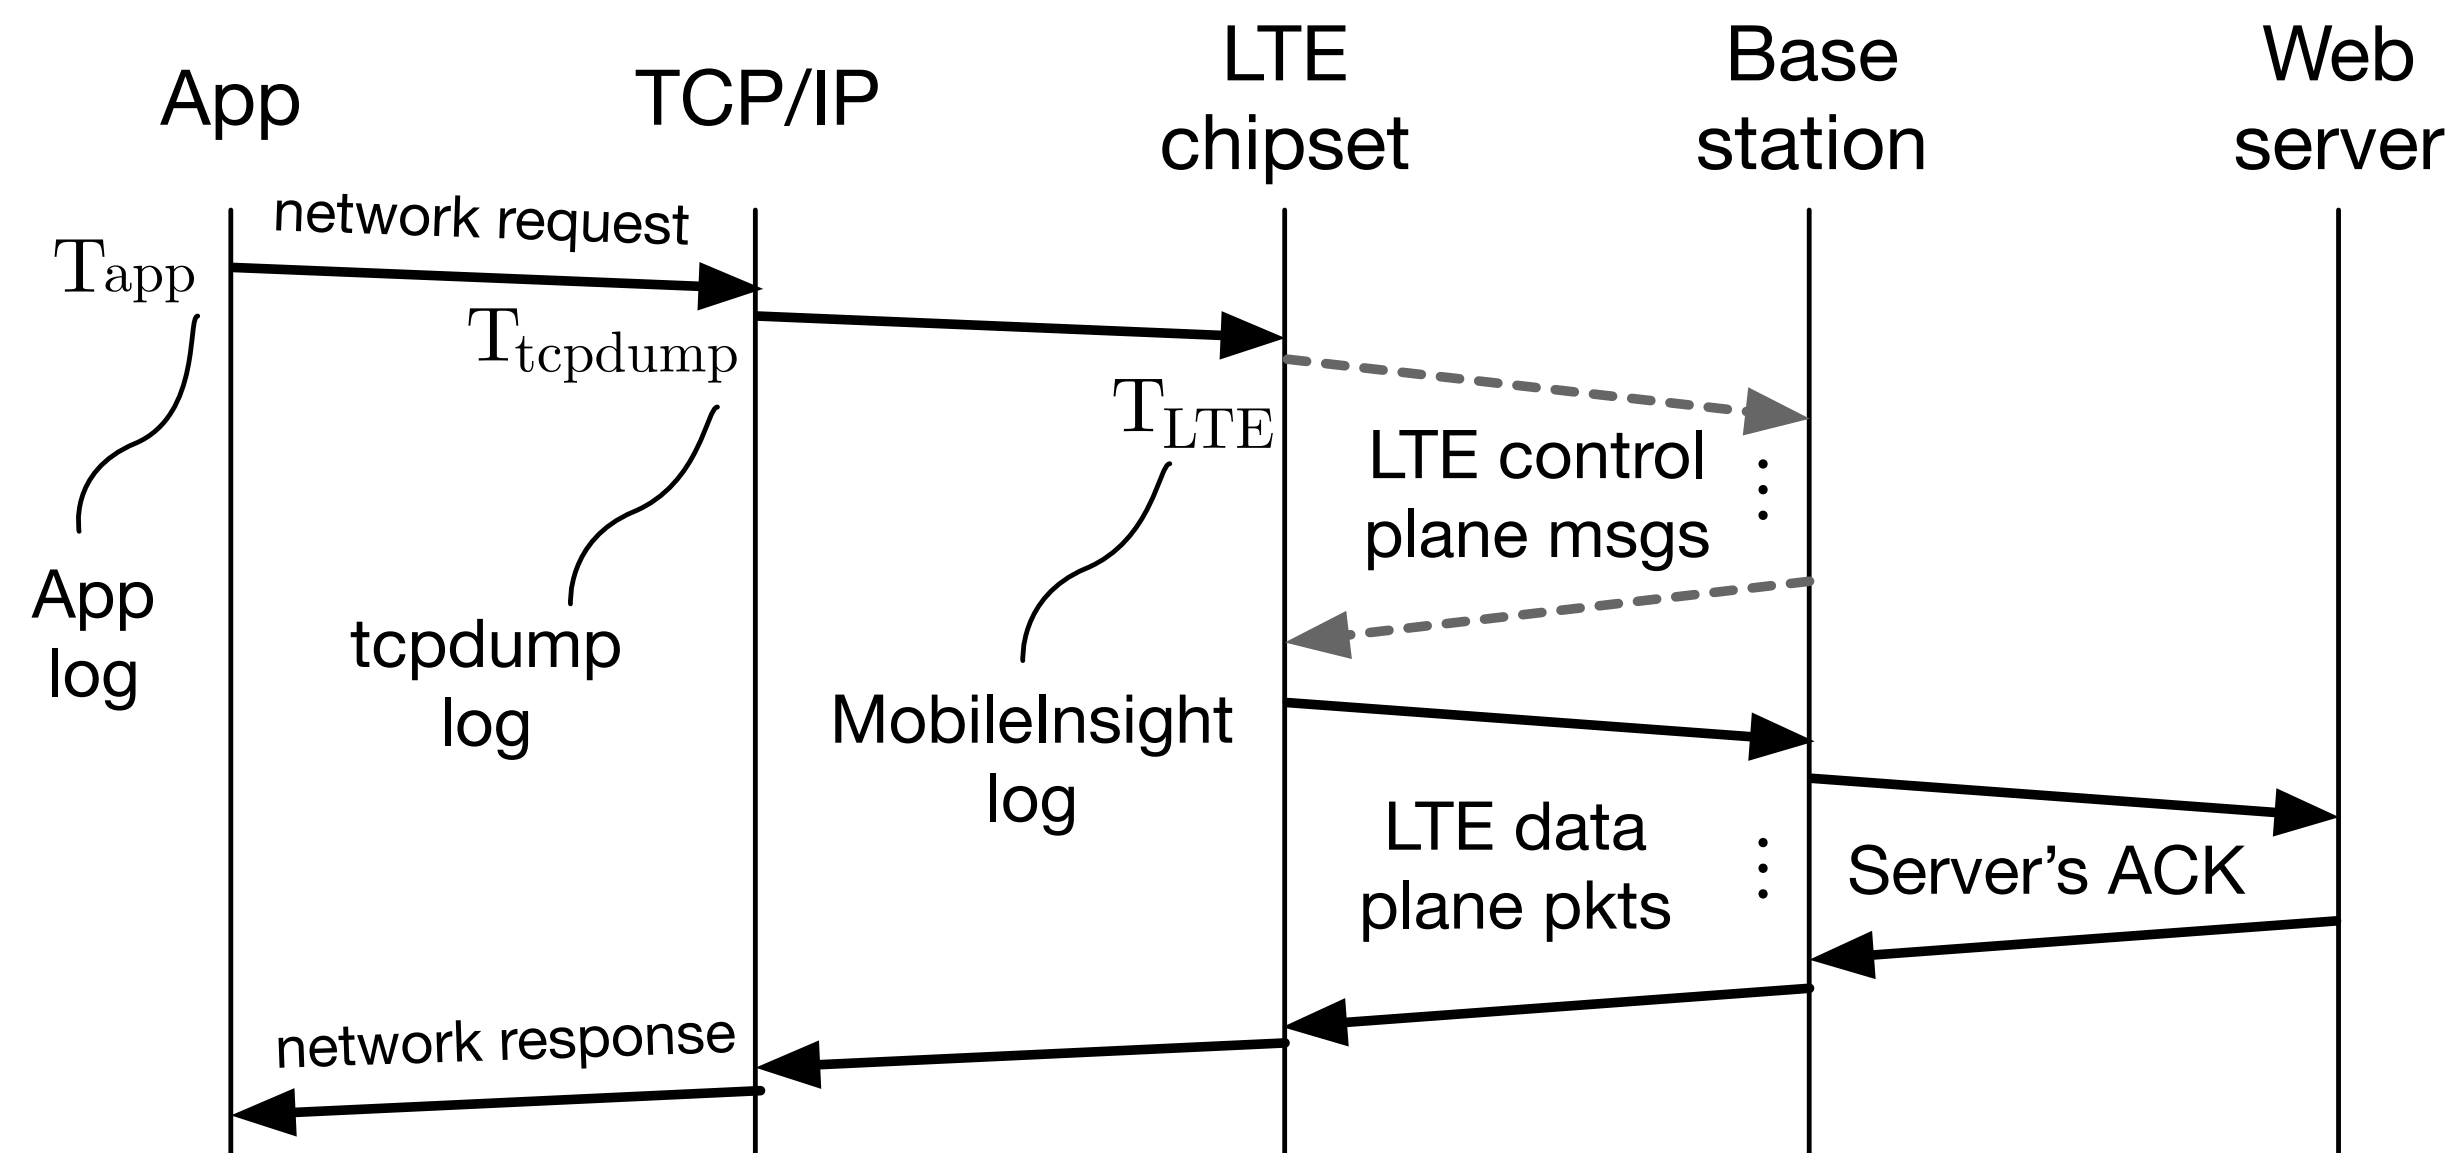 App
TCP/IP
LTE
chipset
Base
station
Web
server
network request
Tapp
Ttcpdump
TLTE
LTE control
plane msgs
App
log
tcpdump
log
MobileInsight
log
LTE data
plane pkts
Server’s ACK
network response